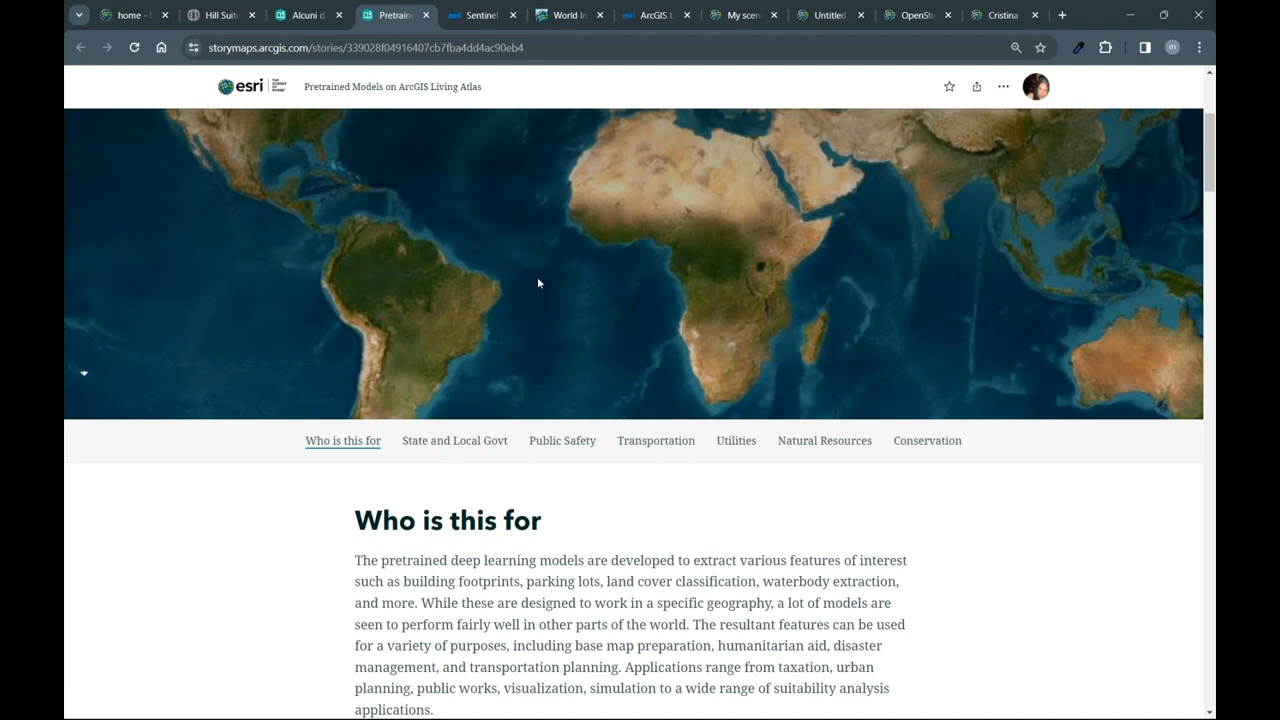 home -
Hill Suite
Alcuni d
Pretrain
Sentinel
World In
ArcGIS L
My scen
Untitled
OpenStr
Cristina
storymaps.arcgis.com/stories/339028f04916407cb7fba4dd4ac90eb4
m
esri
THE SCIENCE OF WHERE
Pretrained Models on ArcGIS Living Atlas
Who is this for State and Local Govt Public Safety Transportation Utilities Natural Resources Conservation
Who is this for
The pretrained deep learning models are developed to extract various features of interest
such as building footprints, parking lots, land cover classification, waterbody extraction,
and more. While these are designed to work in a specific geography, a lot of models are
seen to perform fairly well in other parts of the world. The resultant features can be used
for a variety of purposes, including base map preparation, humanitarian aid, disaster
management, and transportation planning. Applications range from taxation, urban
planning, public works, visualization, simulation to a wide range of suitability analysis
applications.